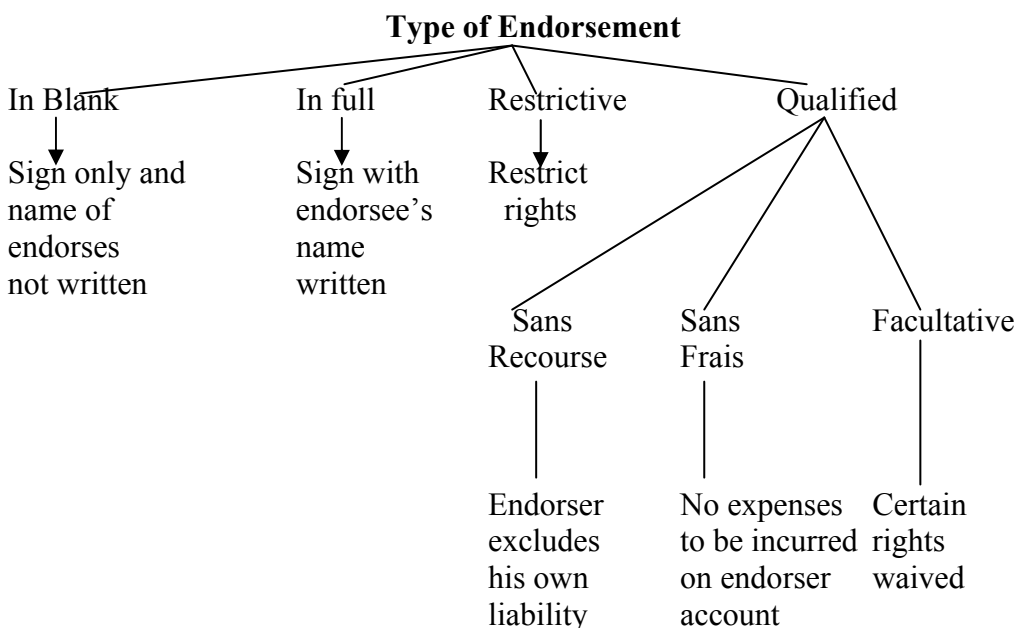 Type of Endorsement
In Blank
In full
Restrictive
Qualified
Sign only and
name of
endorses
not written
Sign with
endorsee’s
name
written
Restrict
rights
Sans
Recourse
Sans
Frais
Facultative
Endorser
excludes
his own
liability
No expenses
to be incurred
on endorser
account
Certain
rights
waived